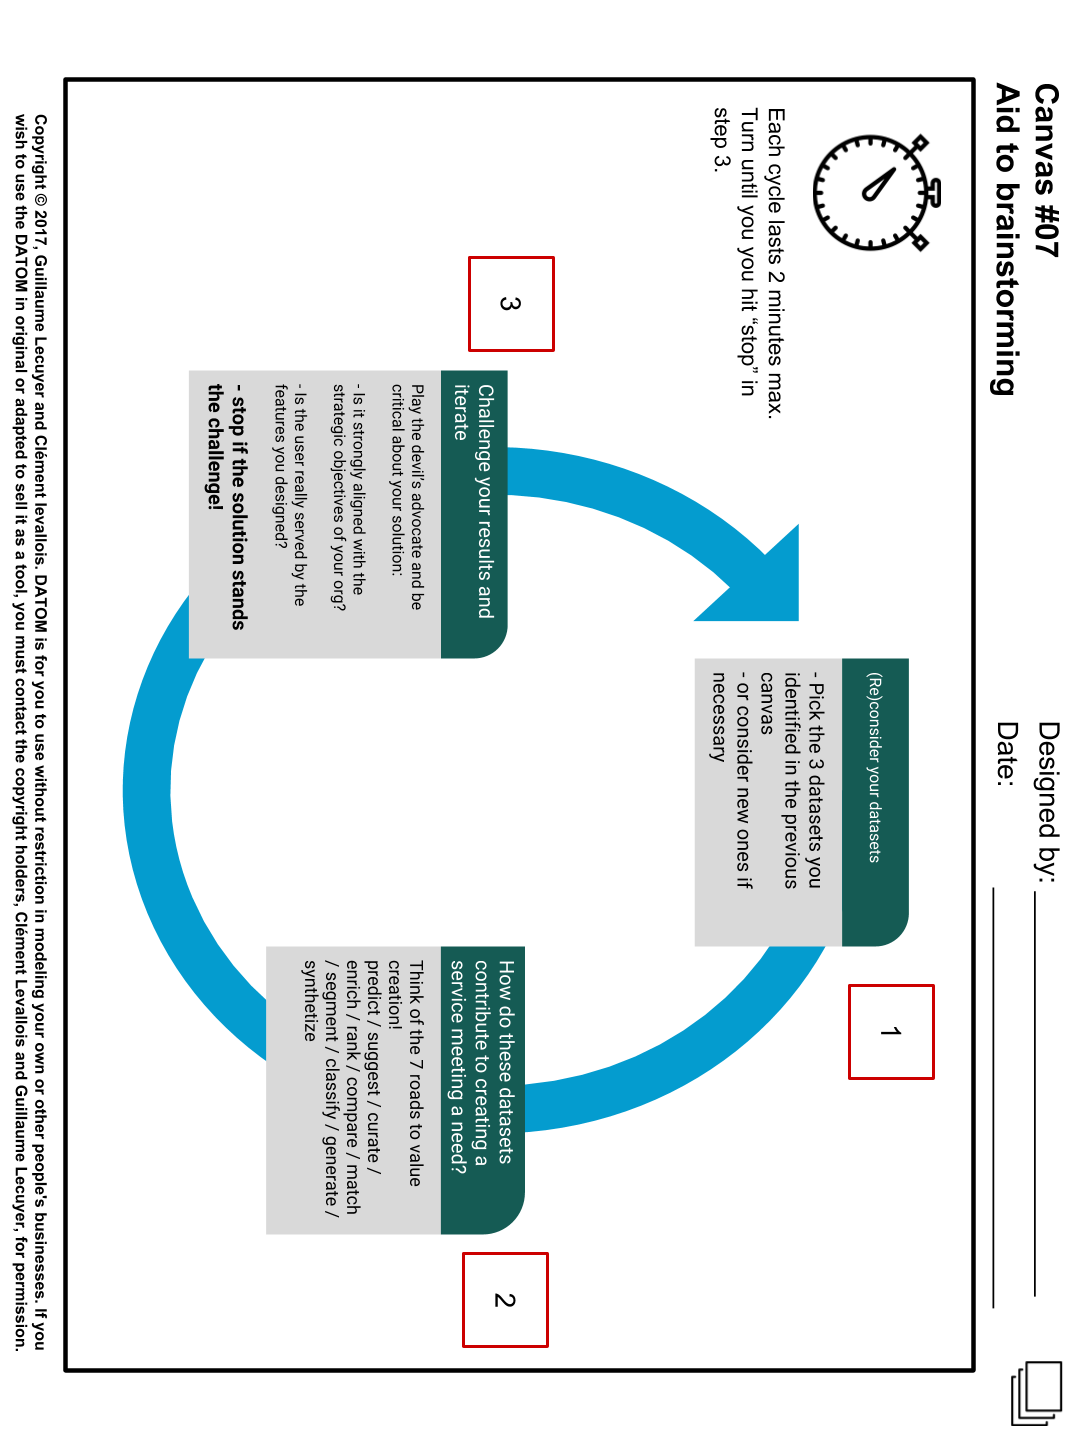 Canvas #07
Aid to brainstorming
Designed by:
Date:
Each cycle lasts 2 minutes max.
Turn until you you hit “stop” in
step 3.
1
(Re)consider your datasets
- Pick the 3 datasets you
identified in the previous
canvas
- or consider new ones if
necessary
2
How do these datasets
contribute to creating a
service meeting a need?
Think of the 7 roads to value
creation!
predict / suggest / curate /
enrich / rank / compare / match
/ segment / classify / generate /
synthetize
3
Challenge your results and
iterate
Play the devil's advocate and be
critical about your solution:
- Is it strongly aligned with the
strategic objectives of your org?
- Is the user really served by the
features you designed?
- stop if the solution stands
the challenge!
Copyright © 2017, Guillaume Lecuyer and Clément levallois. DATOM is for you to use without restriction in modeling your own or other people's businesses. If you
wish to use the DATOM in original or adapted to sell it as a tool, you must contact the copyright holders, Clément Levallois and Guillaume Lecuyer, for permission.